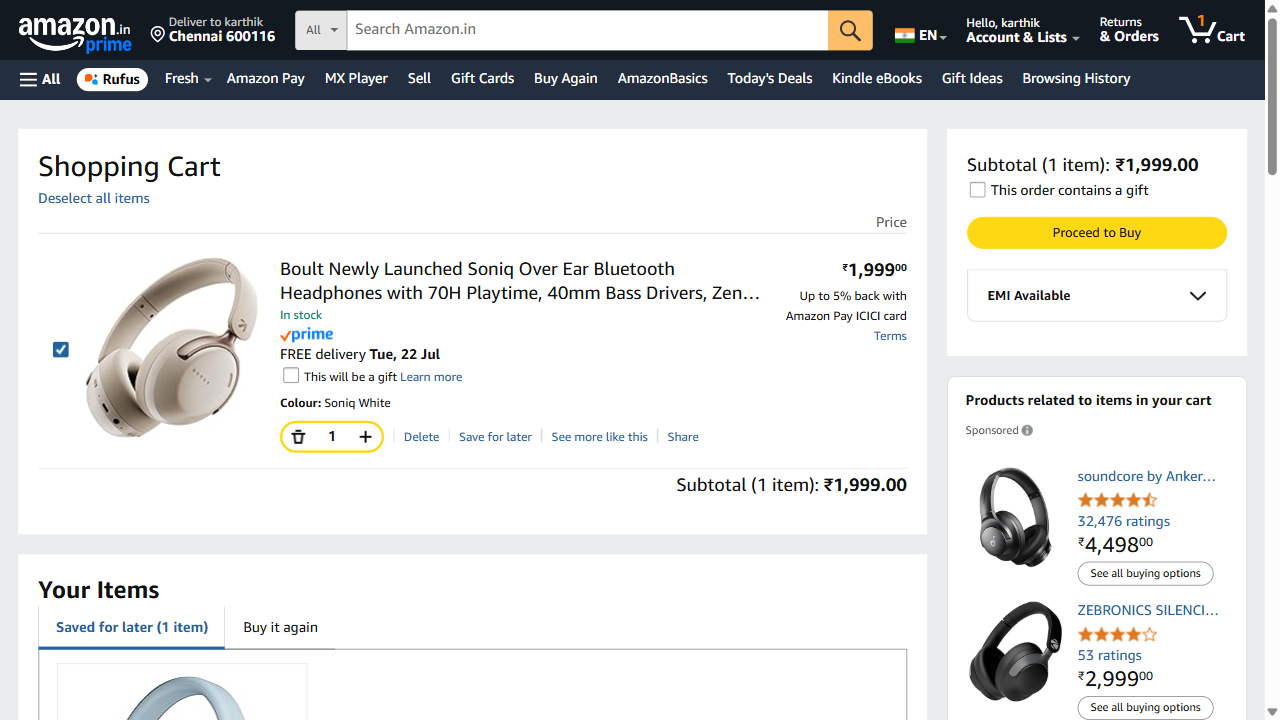 amazon.in
prime
Deliver to karthik
Chennai 600116
All
Search Amazon.in
EN
Hello, karthik
Account & Lists
Returns
& Orders
1
Cart
All
Rufus
Fresh
Amazon Pay
MX Player
Sell
Gift Cards
Buy Again
AmazonBasics
Today's Deals
Kindle eBooks
Gift Ideas
Browsing History
Shopping Cart
Deselect all items
Price
Boult Newly Launched Soniq Over Ear Bluetooth
Headphones with 70H Playtime, 40mm Bass Drivers, Zen…
In stock
prime
FREE delivery Tue, 22 Jul
This will be a gift Learn more
Colour: Soniq White
1
Delete
Save for later
See more like this
Share
₹1,99900
Up to 5% back with
Amazon Pay ICICI card
Terms
Subtotal (1 item): ₹1,999.00
Your Items
Saved for later (1 item)
Buy it again
Subtotal (1 item): ₹1,999.00
This order contains a gift
Proceed to Buy
EMI Available
Products related to items in your cart
Sponsored
soundcore by Anker…
32,476 ratings
₹4,49800
See all buying options
ZEBRONICS SILENCI…
53 ratings
₹2,99900
See all buying options